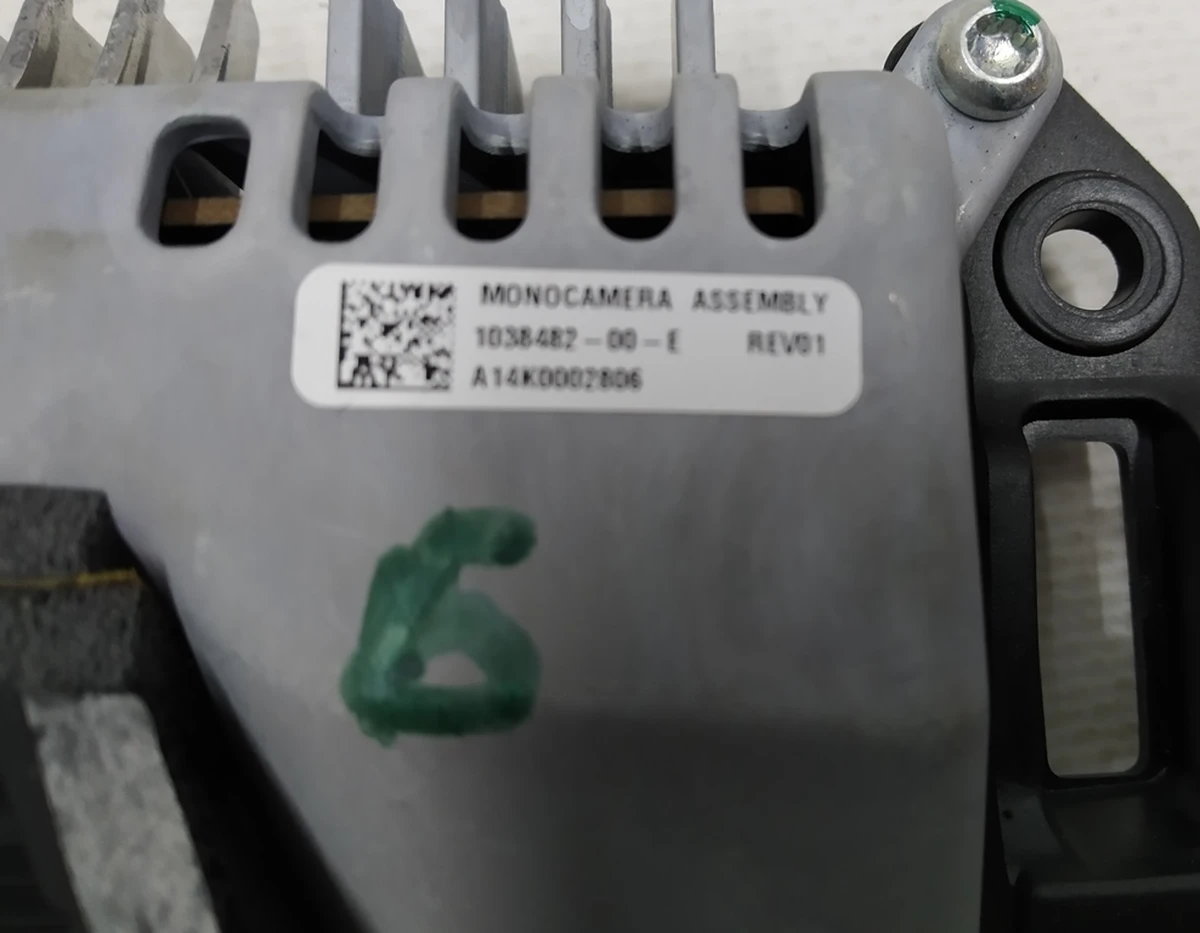 MONOCAMERA ASSEMBLY
1038482-00-E REV01
A14K0002806
6